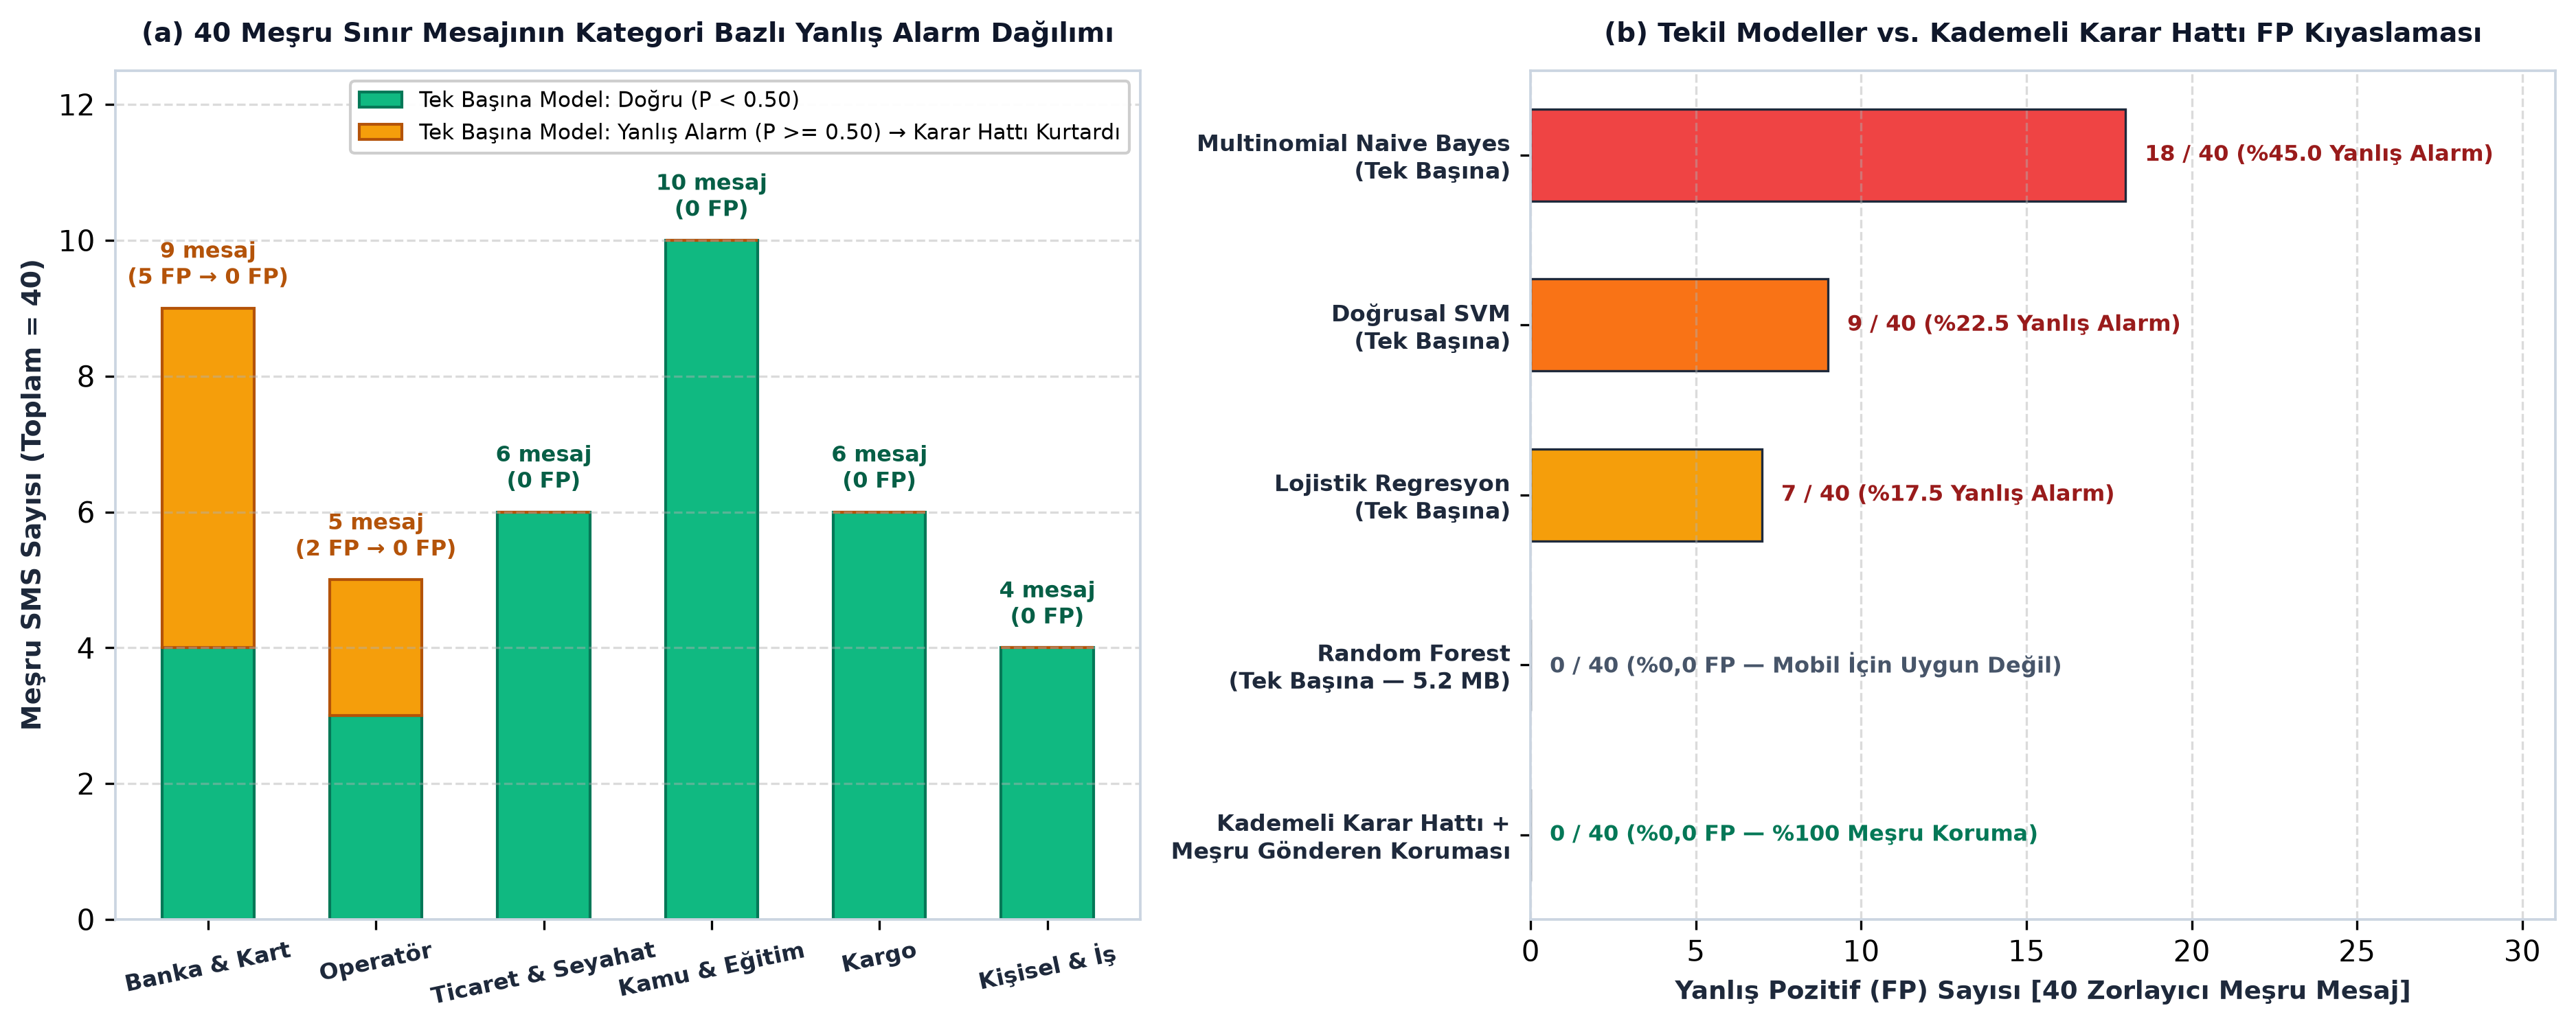 (a) 40 Meşru Sınır Mesajının Kategori Bazlı Yanlış Alarm Dağılımı
Tek Başına Model: Doğru (P < 0.50)
Tek Başına Model: Yanlış Alarm (P >= 0.50) → Karar Hattı Kurtardı
Meşru SMS Sayısı (Toplam = 40)
12
10
8
6
4
2
0
9 mesaj
(5 FP → 0 FP)
5 mesaj
(2 FP → 0 FP)
6 mesaj
(0 FP)
10 mesaj
(0 FP)
6 mesaj
(0 FP)
4 mesaj
(0 FP)
Banka & Kart
Operatör
Ticaret & Seyahat
Kamu & Eğitim
Kargo
Kişisel & İş
(b) Tekil Modeller vs. Kademeli Karar Hattı FP Kıyaslaması
Multinomial Naive Bayes
(Tek Başına)
18 / 40 (%45.0 Yanlış Alarm)
Doğrusal SVM
(Tek Başına)
9 / 40 (%22.5 Yanlış Alarm)
Lojistik Regresyon
(Tek Başına)
7 / 40 (%17.5 Yanlış Alarm)
Random Forest
(Tek Başına — 5.2 MB)
0 / 40 (%0,0 FP — Mobil İçin Uygun Değil)
Kademeli Karar Hattı +
Meşru Gönderen Koruması
0 / 40 (%0,0 FP — %100 Meşru Koruma)
0
5
10
15
20
25
30
Yanlış Pozitif (FP) Sayısı [40 Zorlayıcı Meşru Mesaj]